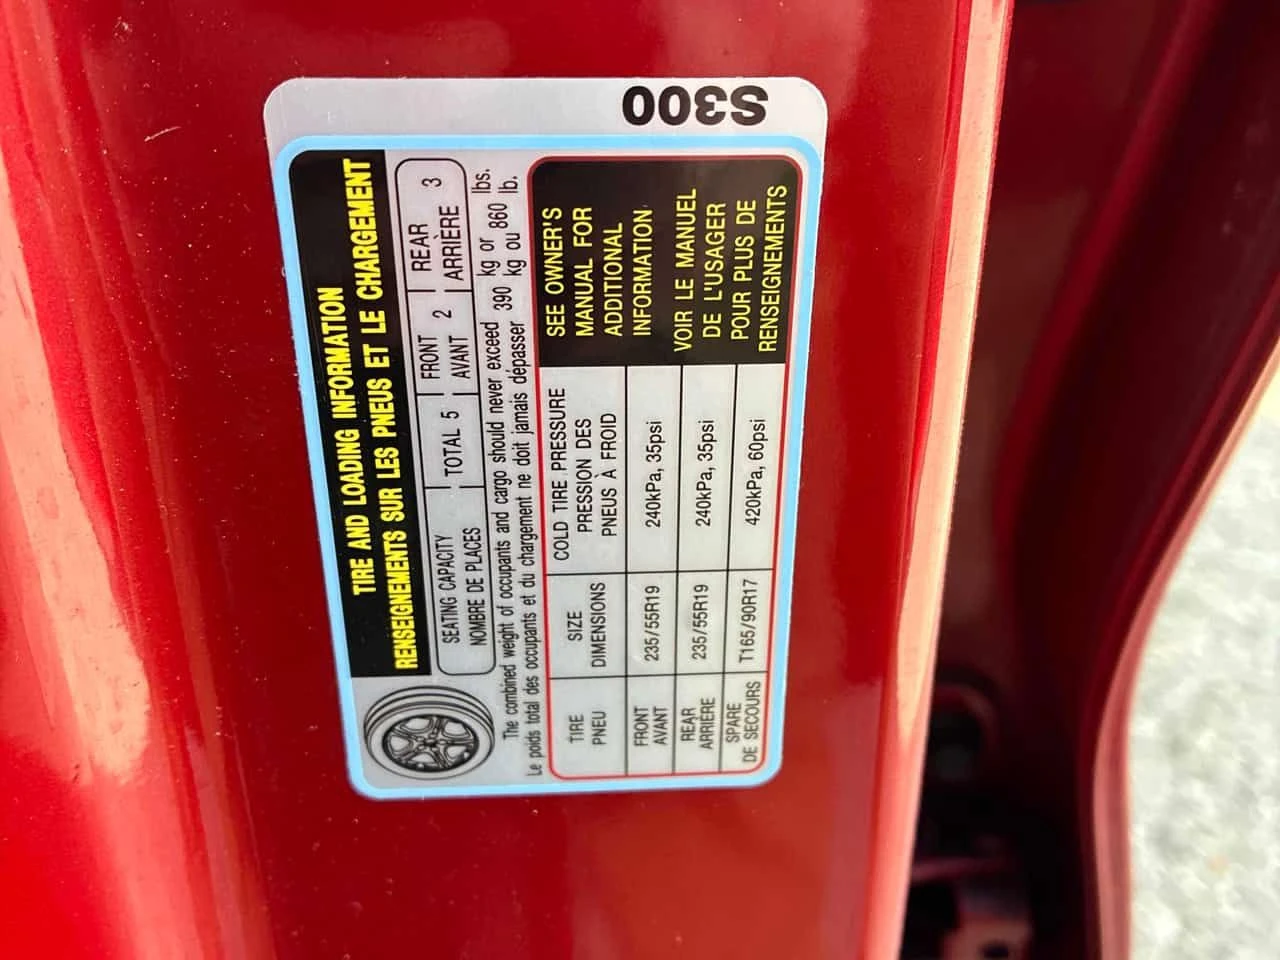 TIRE AND LOADING INFORMATION
RENSEIGNEMENTS SUR LES PNEUS ET LE CHARGEMENT
SEATING CAPACITY TOTAL 5 FRONT 2 REAR 3
NOMBRE DE PLACES AVANT ARRIÈRE
The combined weight of occupants and cargo should never exceed 390 kg or 860 lbs.
Le poids total des occupants et du chargement ne doit jamais dépasser 390 kg ou 860 lb.
TIRE SIZE COLD TIRE PRESSURE
PNEU DIMENSIONS PRESSION DES
PNEUS À FROID
FRONT 235/55R19 240kPa, 35psi
AVANT
REAR 235/55R19 240kPa, 35psi
ARRIÈRE
SPARE T165/90R17 420kPa, 60psi
DE SECOURS
SEE OWNER'S
MANUAL FOR
ADDITIONAL
INFORMATION
VOIR LE MANUEL
DE L'USAGER
POUR PLUS DE
RENSEIGNEMENTS
S300